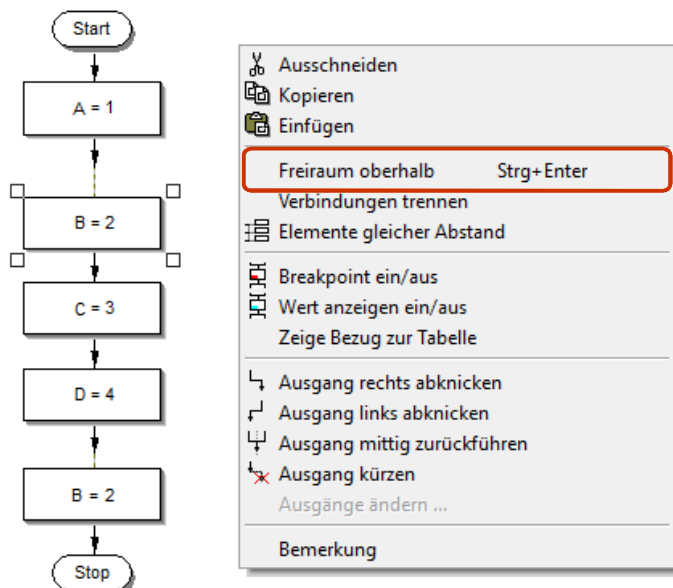 Start
A = 1
B = 2
C = 3
D = 4
B = 2
Stop
Ausschneiden
Kopieren
Einfügen
Freiraum oberhalb Strg+Enter
Verbindungen trennen
Elemente gleicher Abstand
Breakpoint ein/aus
Wert anzeigen ein/aus
Zeige Bezug zur Tabelle
Ausgang rechts abknicken
Ausgang links abknicken
Ausgang mittig zurückführen
Ausgang kürzen
Ausgänge ändern ...
Bemerkung